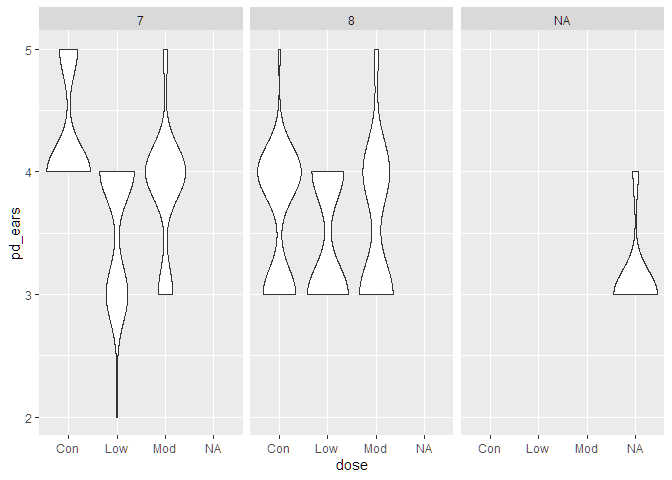 7 8 NA
5
4
3
2
pd_ears
Con Low Mod NA Con Low Mod NA Con Low Mod NA
dose